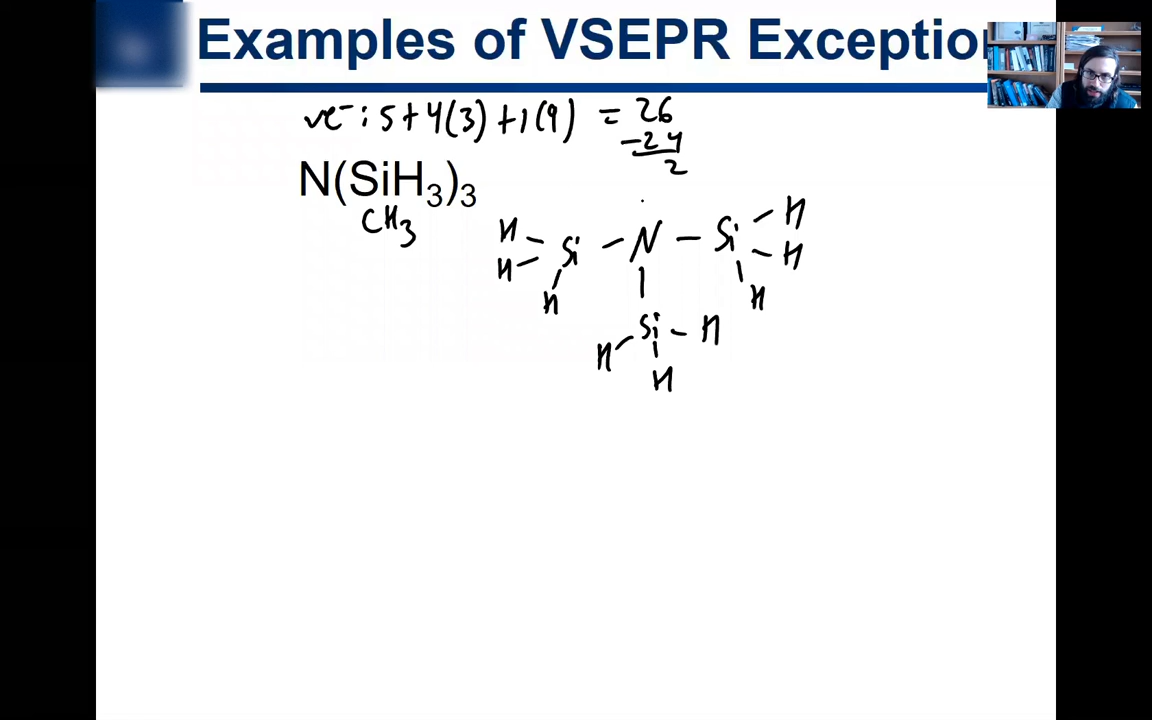 Examples of VSEPR Exceptio
ve⁻: 5+4(3)+1(9) = 26
-24
2
N(SiH₃)₃
CH₃
H Si N Si H
H H H
H
Si H
H
H